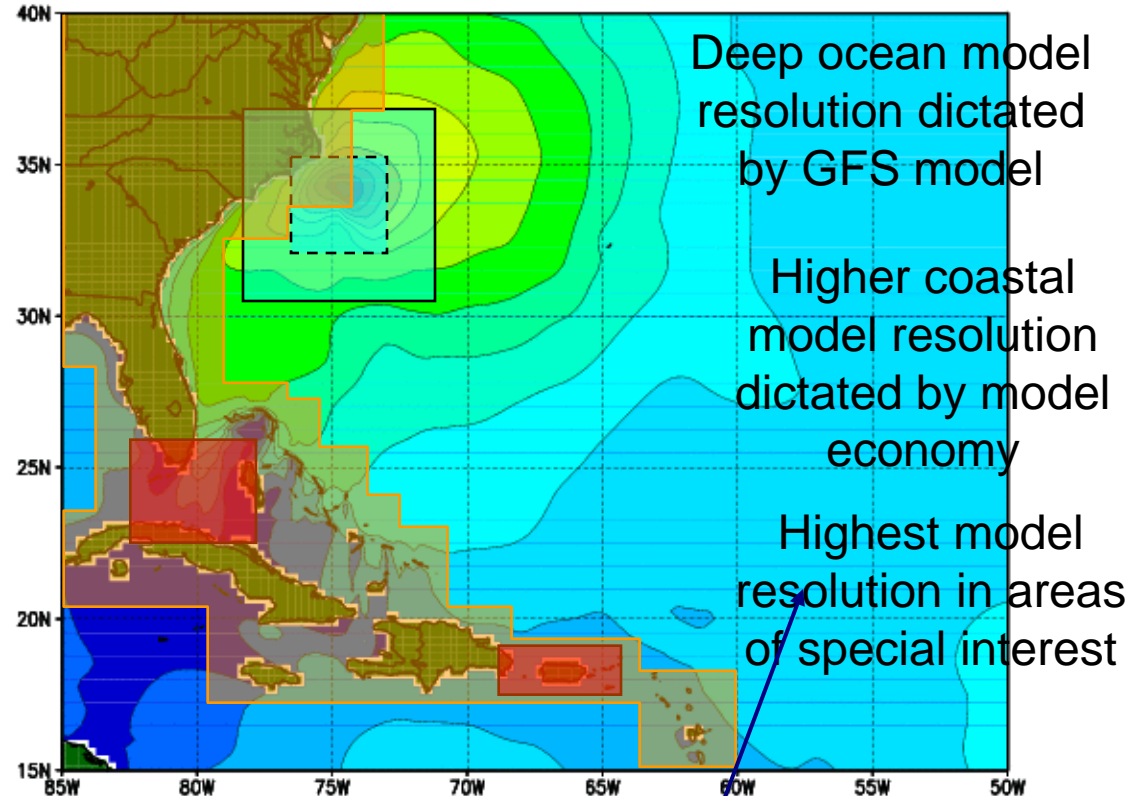 40N
Deep ocean model
resolution dictated
by GFS model
35N
Higher coastal
model resolution
dictated by model
economy
30N
25N
Highest model
resolution in areas
of special interest
20N
15N
85W 80W 75W 70W 65W 60W 55W 50W